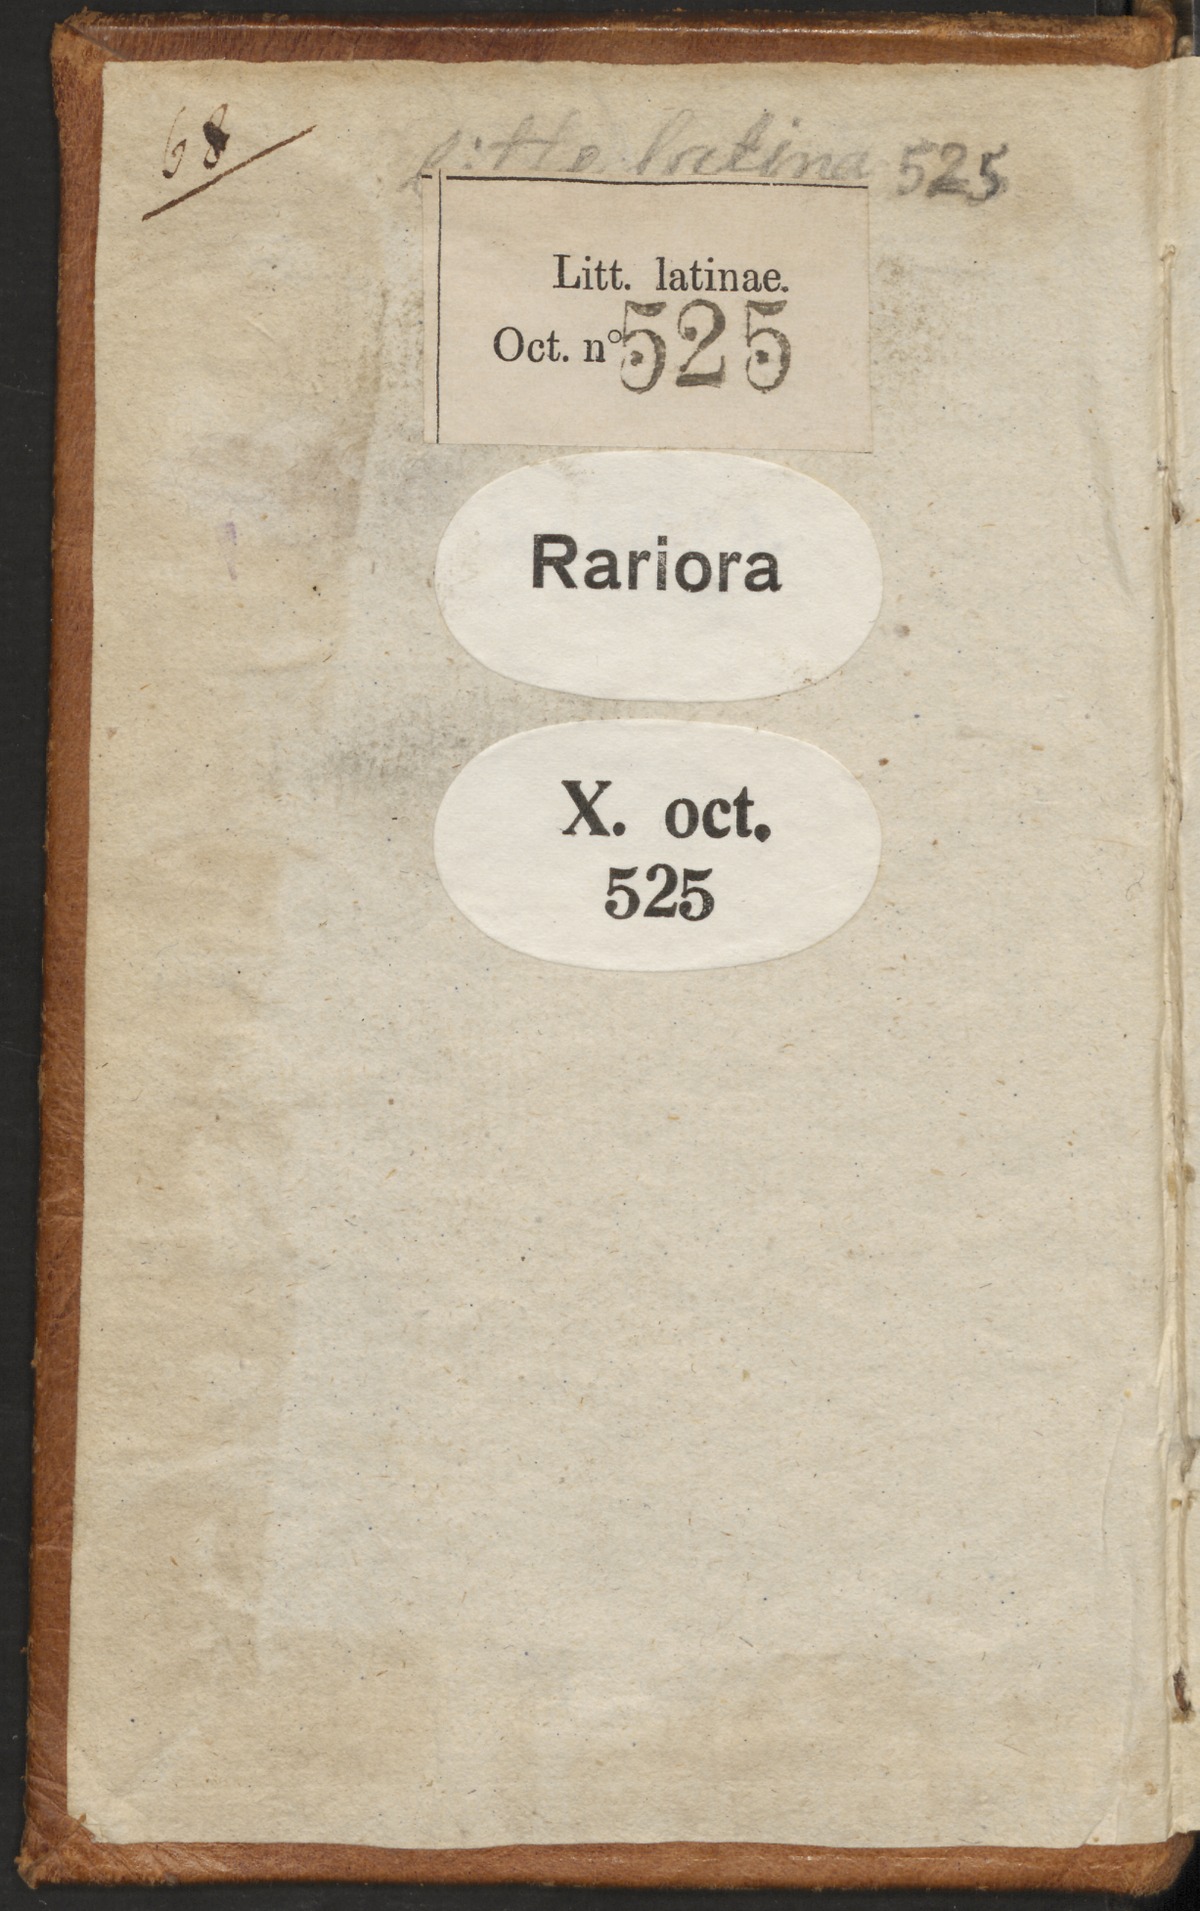 68
Litt. latina 525
Litt. latinae.
Oct. n° 525
Rariora
X. oct.
525